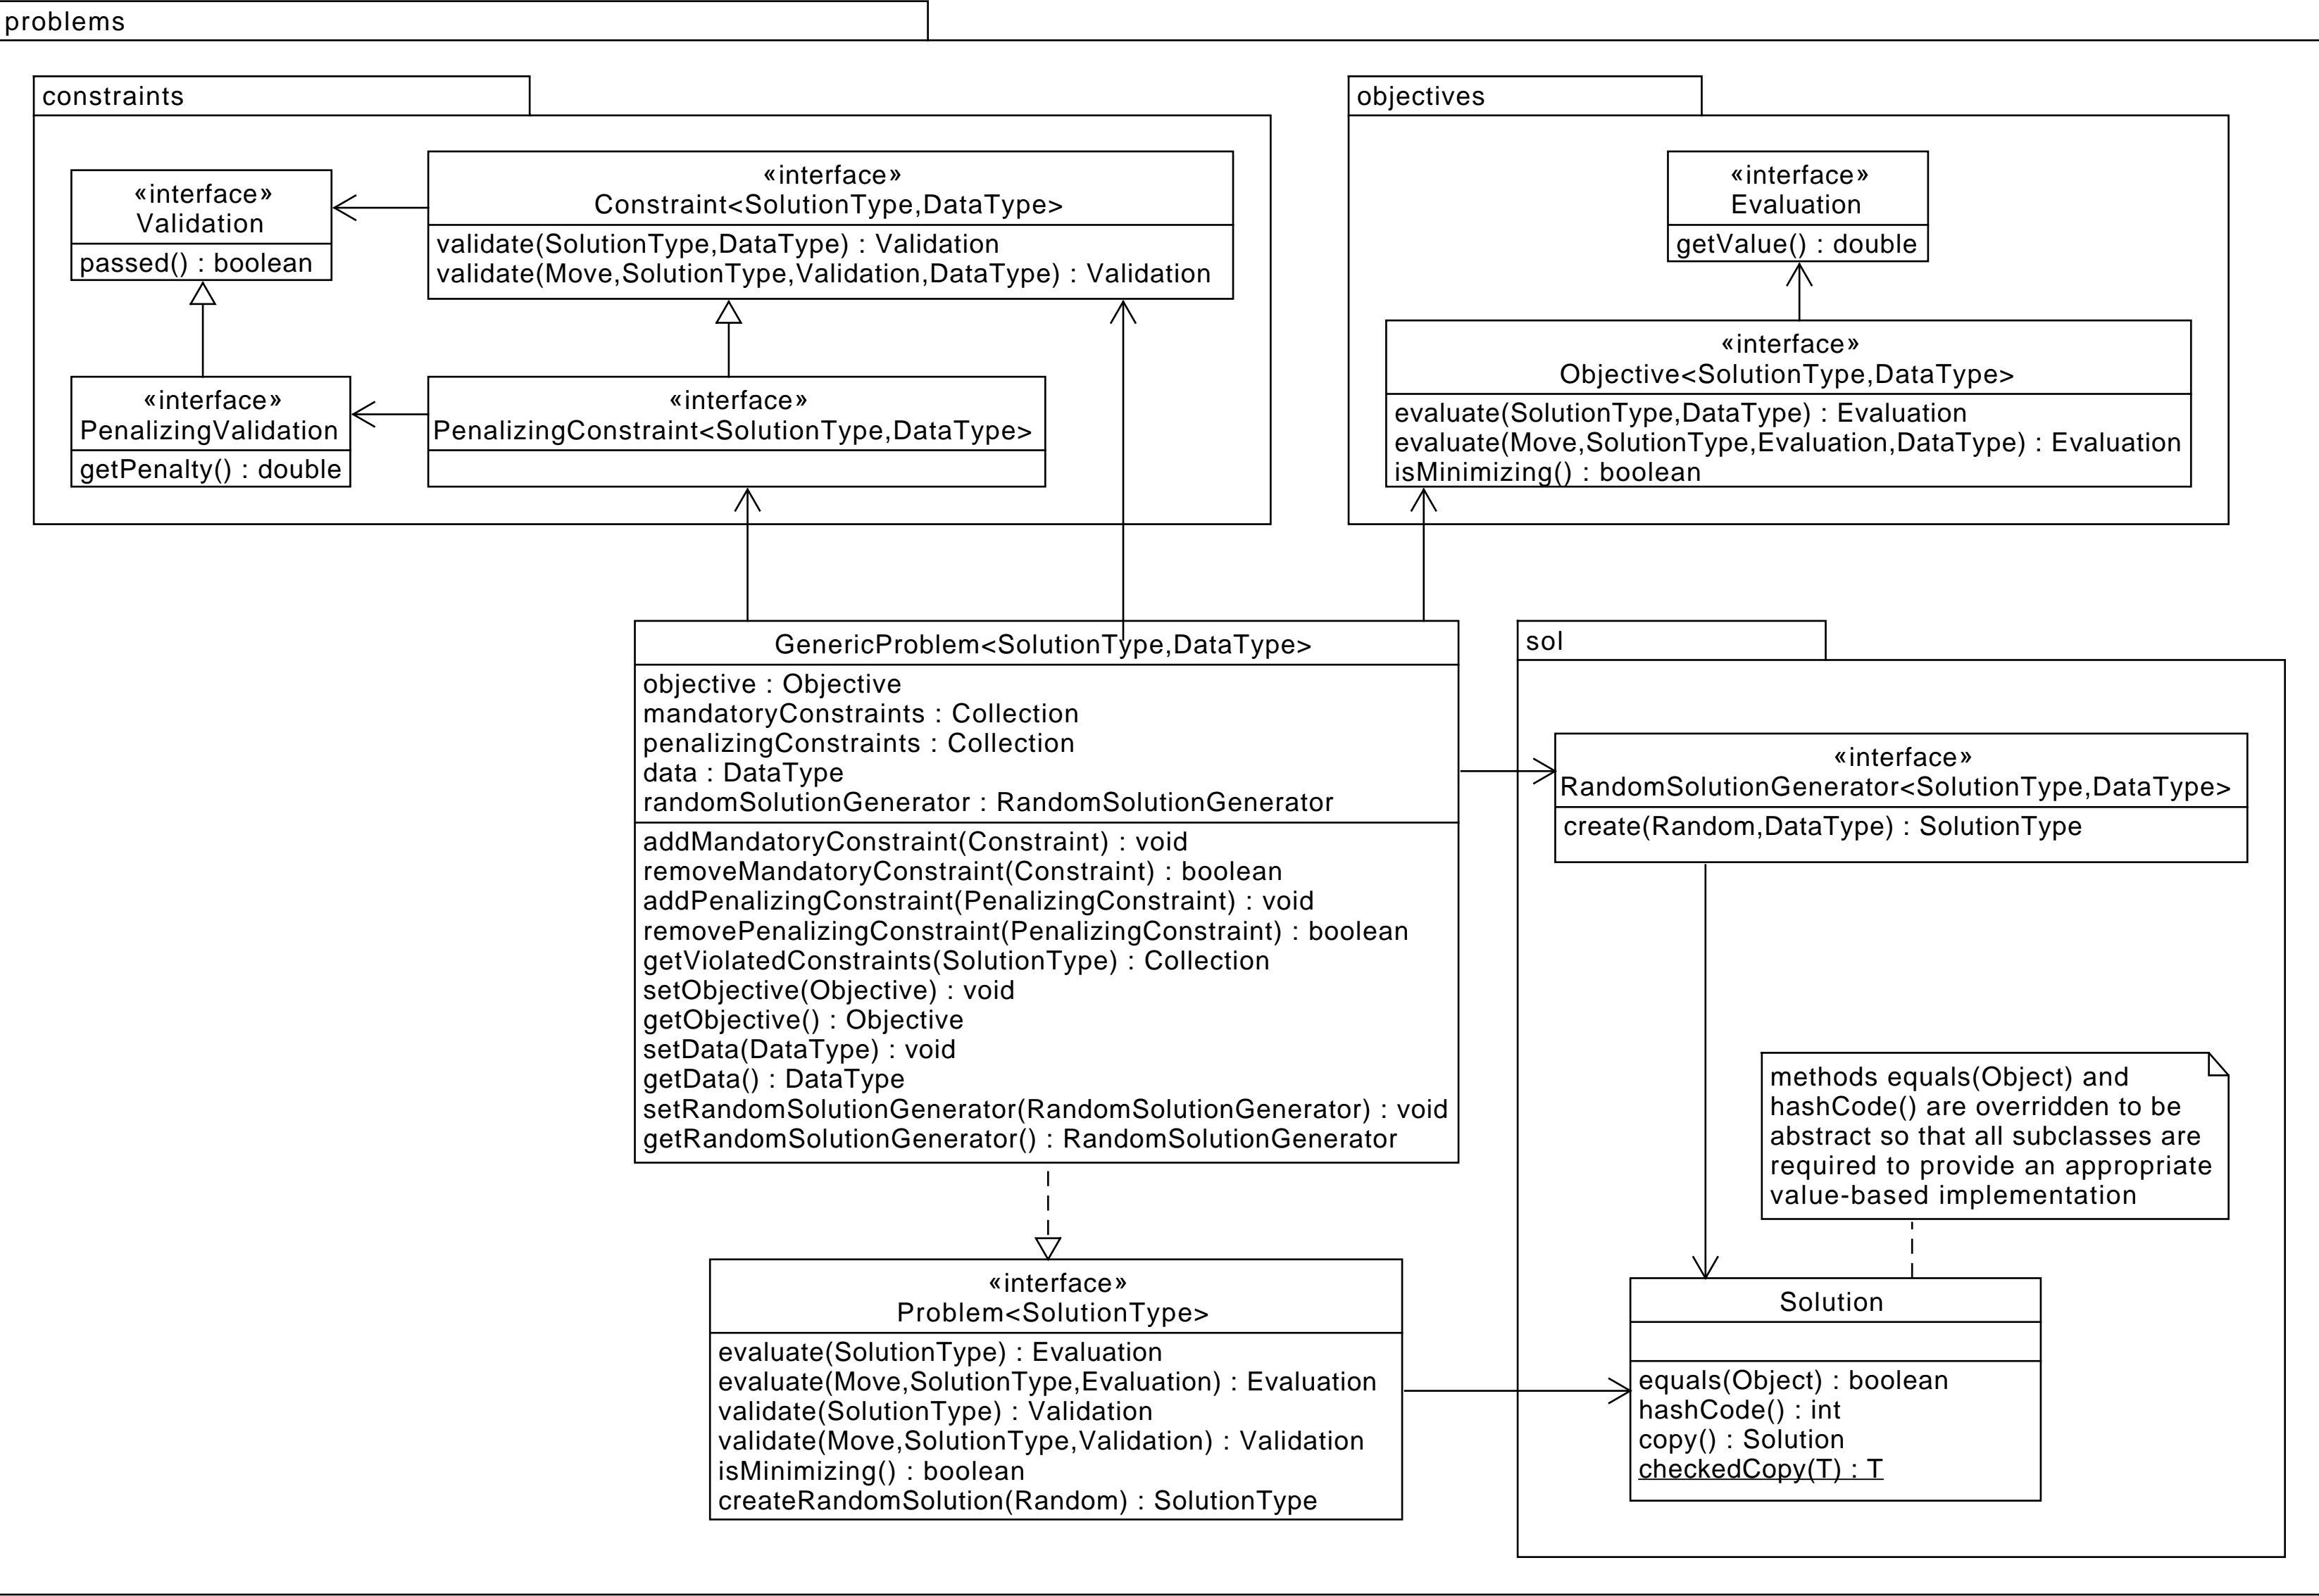 problems
constraints
«interface»
Validation
passed() : boolean
«interface»
Constraint<SolutionType,DataType>
validate(SolutionType,DataType) : Validation
validate(Move,SolutionType,Validation,DataType) : Validation
«interface»
PenalizingValidation
getPenalty() : double
«interface»
PenalizingConstraint<SolutionType,DataType>
objectives
«interface»
Evaluation
getValue() : double
«interface»
Objective<SolutionType,DataType>
evaluate(SolutionType,DataType) : Evaluation
evaluate(Move,SolutionType,Evaluation,DataType) : Evaluation
isMinimizing() : boolean
GenericProblem<SolutionType,DataType>
objective : Objective
mandatoryConstraints : Collection
penalizingConstraints : Collection
data : DataType
randomSolutionGenerator : RandomSolutionGenerator
addMandatoryConstraint(Constraint) : void
removeMandatoryConstraint(Constraint) : boolean
addPenalizingConstraint(PenalizingConstraint) : void
removePenalizingConstraint(PenalizingConstraint) : boolean
getViolatedConstraints(SolutionType) : Collection
setObjective(Objective) : void
getObjective() : Objective
setData(DataType) : void
getData() : DataType
setRandomSolutionGenerator(RandomSolutionGenerator) : void
getRandomSolutionGenerator() : RandomSolutionGenerator
sol
«interface»
RandomSolutionGenerator<SolutionType,DataType>
create(Random,DataType) : SolutionType
methods equals(Object) and
hashCode() are overridden to be
abstract so that all subclasses are
required to provide an appropriate
value-based implementation
«interface»
Problem<SolutionType>
evaluate(SolutionType) : Evaluation
evaluate(Move,SolutionType,Evaluation) : Evaluation
validate(SolutionType) : Validation
validate(Move,SolutionType,Validation) : Validation
isMinimizing() : boolean
createRandomSolution(Random) : SolutionType
Solution
equals(Object) : boolean
hashCode() : int
copy() : Solution
checkedCopy(T) : T